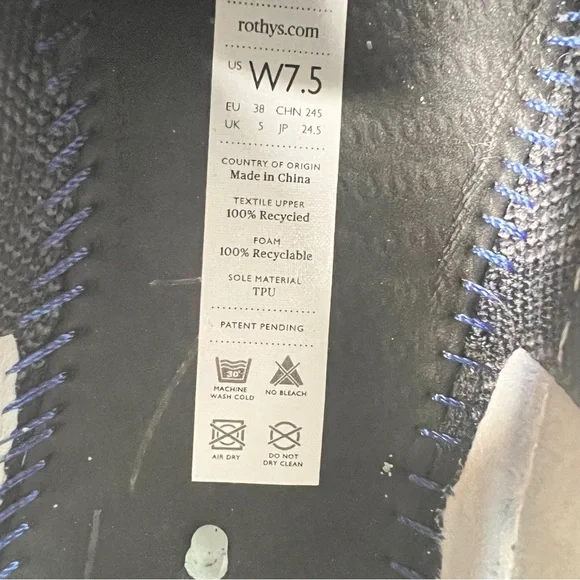 rothys.com
US W7.5
EU 38 CHN 245
UK 5 JP 24.5
COUNTRY OF ORIGIN
Made in China
TEXTILE UPPER
100% Recycled
FOAM
100% Recyclable
SOLE MATERIAL
TPU
PATENT PENDING
30°
MACHINE
WASH COLD
NO BLEACH
AIR DRY
DO NOT
DRY CLEAN